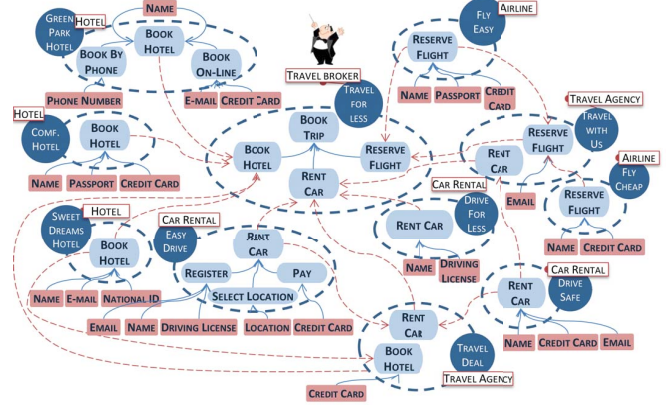 NAME
GREEN
PARK
HOTEL
HOTEL
BOOK
HOTEL
BOOK BY
PHONE
BOOK
ON-LINE
PHONE NUMBER
E-MAIL
CREDIT CARD
TRAVEL BROKER
TRAVEL
FOR
LESS
BOOK
TRIP
BOOK
HOTEL
RENT
CAR
RESERVE
FLIGHT
FLY
EASY
AIRLINE
RESERVE
FLIGHT
NAME
PASSPORT
CREDIT
CARD
TRAVEL AGENCY
TRAVEL
WITH
US
RESERVE
FLIGHT
RENT
CAR
EMAIL
AIRLINE
FLY
CHEAP
RESERVE
FLIGHT
NAME
CREDIT CARD
HOTEL
COMF.
HOTEL
BOOK
HOTEL
NAME
PASSPORT
CREDIT CARD
SWEET
DREAMS
HOTEL
HOTEL
BOOK
HOTEL
NAME
E-MAIL
NATIONAL ID
CAR RENTAL
EASY
DRIVE
RENT
CAR
REGISTER
PAY
SELECT LOCATION
EMAIL
NAME
DRIVING LICENSE
LOCATION
CREDIT CARD
CAR RENTAL
DRIVE
FOR
LESS
RENT CAR
NAME
DRIVING
LICENSE
CAR RENTAL
DRIVE
SAFE
RENT
CAR
NAME
CREDIT CARD
EMAIL
RENT
CAR
BOOK
HOTEL
TRAVEL
DEAL
TRAVEL AGENCY
CREDIT CARD